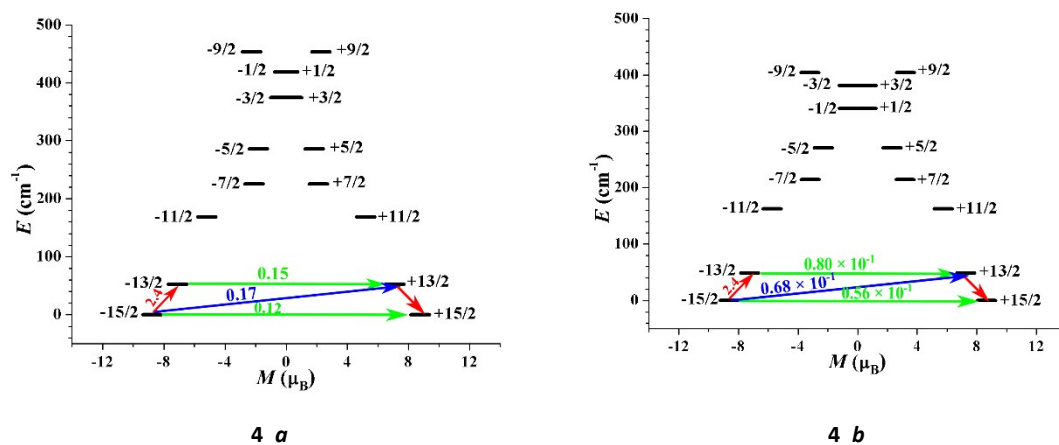 500
400
300
200
100
0
E (cm⁻¹)
-9/2 +9/2
-1/2 +1/2
-3/2 +3/2
-5/2 +5/2
-7/2 +7/2
-11/2 +11/2
-13/2 0.15 +13/2
2.4 0.17
-15/2 0.12 +15/2
-12 -8 -4 0 4 8 12
M (μB)
4 a
500
400
300
200
100
0
E (cm⁻¹)
-9/2 +9/2
-3/2 +3/2
-1/2 +1/2
-5/2 +5/2
-7/2 +7/2
-11/2 +11/2
-13/2 0.80 × 10⁻¹ +13/2
2.4 0.68 × 10⁻¹
-15/2 0.56 × 10⁻¹ +15/2
-12 -8 -4 0 4 8 12
M (μB)
4 b